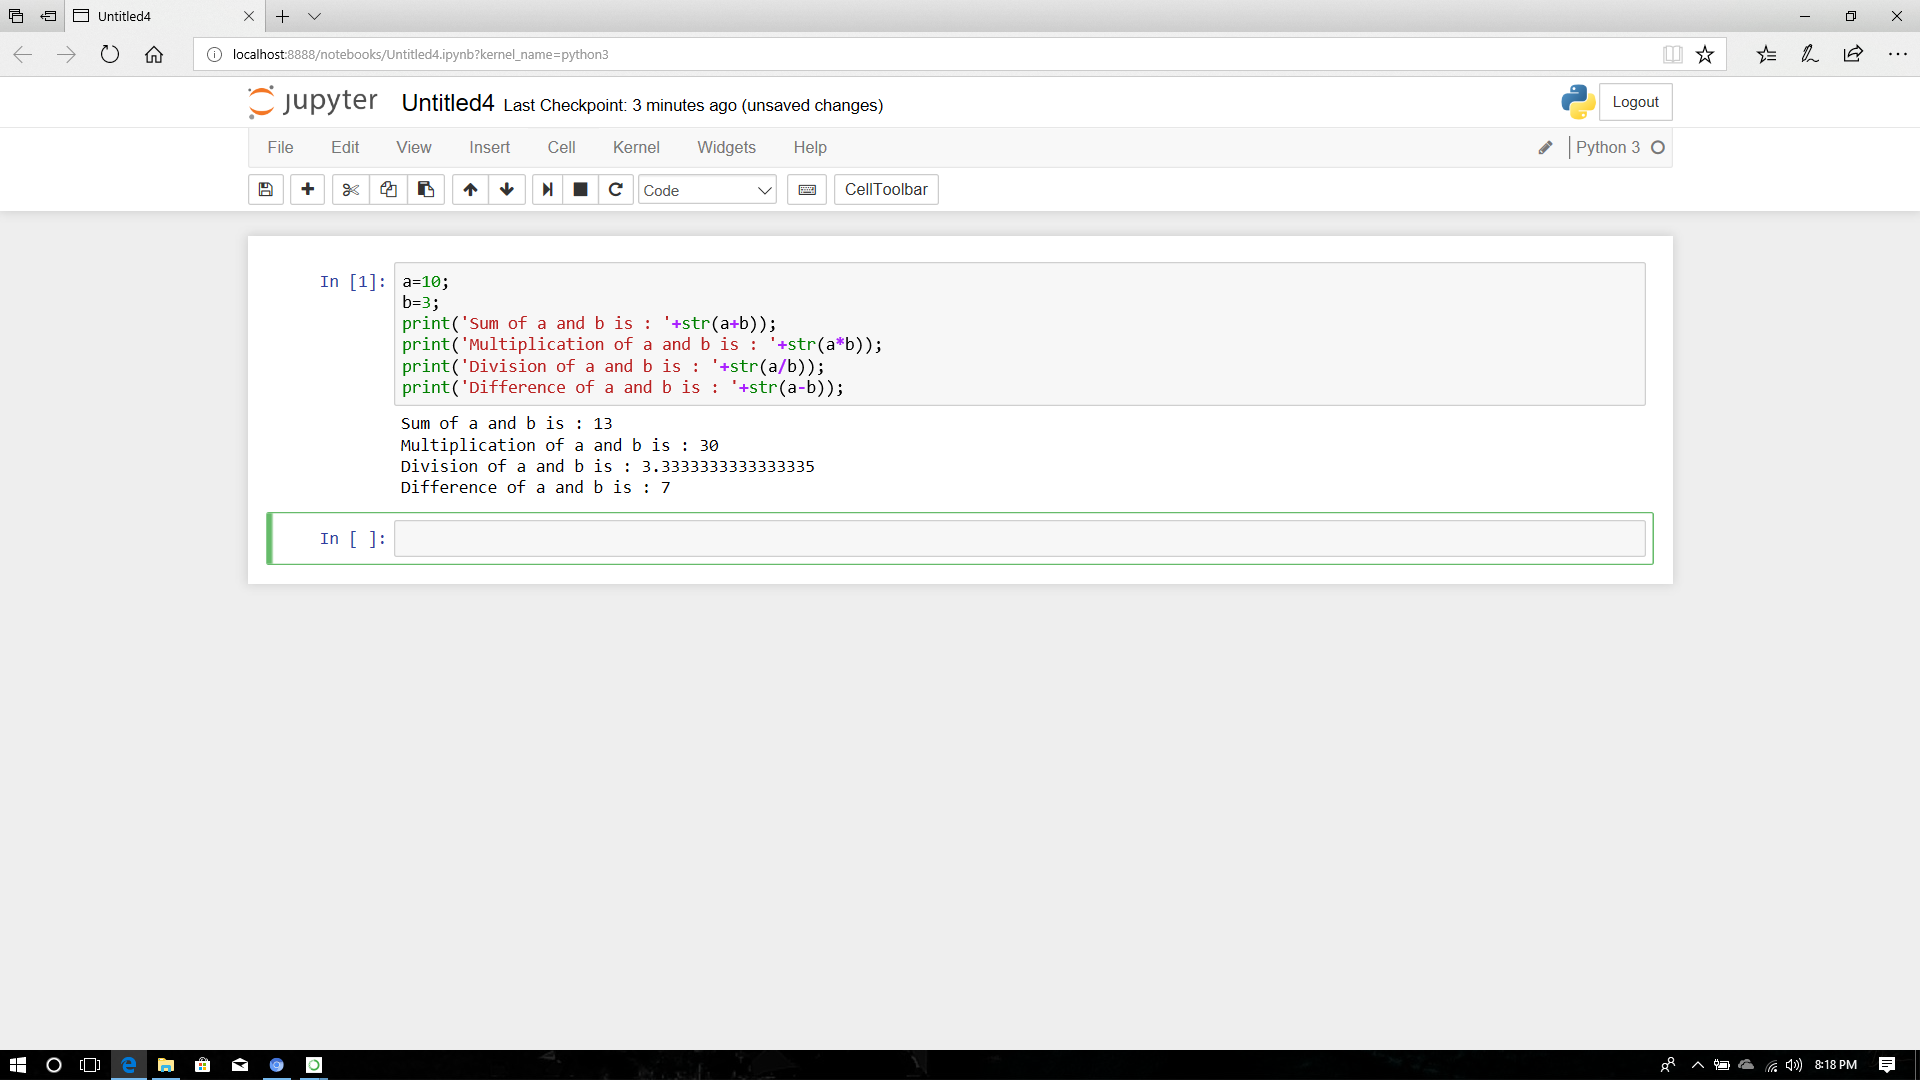 Untitled4
localhost:8888/notebooks/Untitled4.ipynb?kernel_name=python3
jupyter Untitled4 Last Checkpoint: 3 minutes ago (unsaved changes) Logout
File Edit View Insert Cell Kernel Widgets Help Python 3
Code CellToolbar
In [1]: a=10;
b=3;
print('Sum of a and b is : '+str(a+b));
print('Multiplication of a and b is : '+str(a*b));
print('Division of a and b is : '+str(a/b));
print('Difference of a and b is : '+str(a-b));
Sum of a and b is : 13
Multiplication of a and b is : 30
Division of a and b is : 3.3333333333333335
Difference of a and b is : 7
In [ ]:
8:18 PM